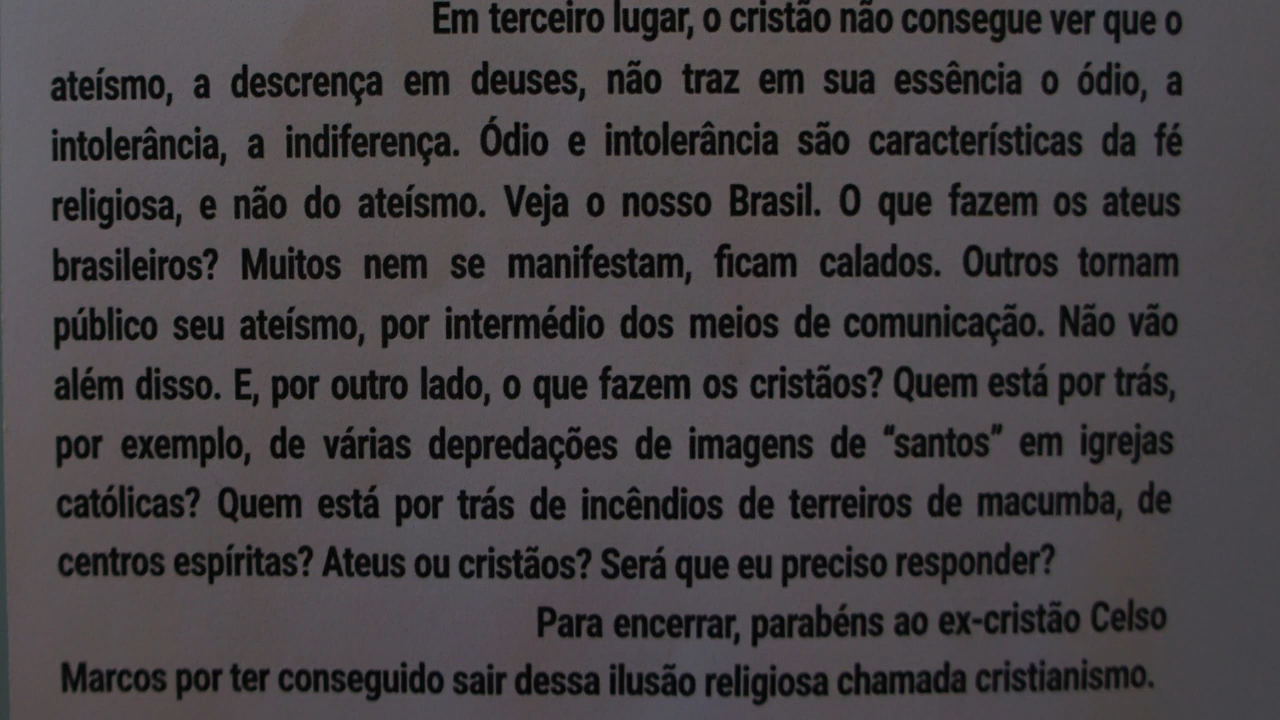 Em terceiro lugar, o cristão não consegue ver que o
ateísmo, a descrença em deuses, não traz em sua essência o ódio, a
intolerância, a indiferença. Ódio e intolerância são características da fé
religiosa, e não do ateísmo. Veja o nosso Brasil. O que fazem os ateus
brasileiros? Muitos nem se manifestam, ficam calados. Outros tornam
público seu ateísmo, por intermédio dos meios de comunicação. Não vão
além disso. E, por outro lado, o que fazem os cristãos? Quem está por trás,
por exemplo, de várias depredações de imagens de “santos” em igrejas
católicas? Quem está por trás de incêndios de terreiros de macumba, de
centros espíritas? Ateus ou cristãos? Será que eu preciso responder?
Para encerrar, parabéns ao ex-cristão Celso
Marcos por ter conseguido sair dessa ilusão religiosa chamada cristianismo.